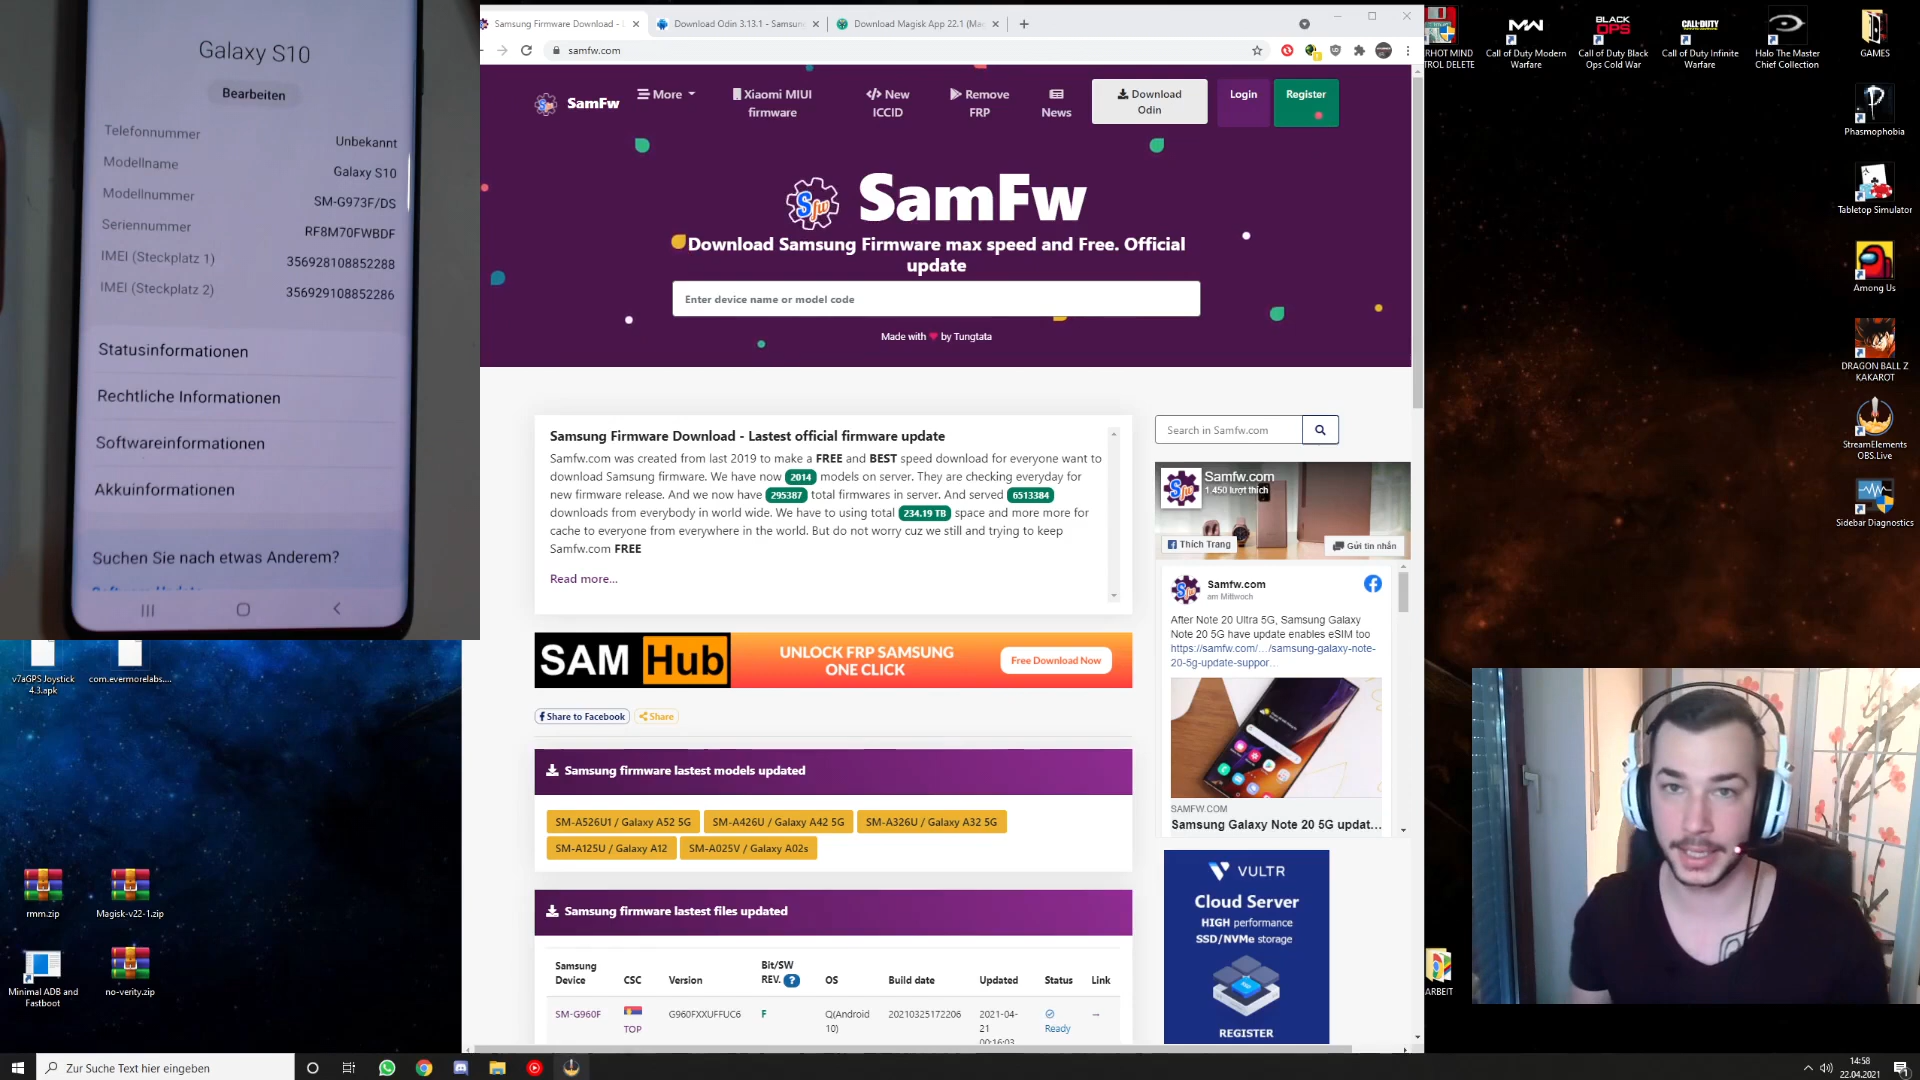 Galaxy S10
Bearbeiten
Telefonnummer Unbekannt
Modellname Galaxy S10
Modellnummer SM-G973F/DS
Seriennummer RF8M70FWBDF
IMEI (Steckplatz 1) 356928108852288
IMEI (Steckplatz 2) 356929108852286
Statusinformationen
Rechtliche Informationen
Softwareinformationen
Akkuinformationen
Suchen Sie nach etwas Anderem?
Samsung Firmware Download -
Download Odin 3.13.1 - Samsun
Download Magisk App 22.1 (Ma
samfw.com
SamFw
More
Xiaomi MIUI
firmware
New
ICCID
Remove
FRP
News
Download
Odin
Login
Register
SamFw
Download Samsung Firmware max speed and Free. Official
update
Enter device name or model code
Made with by Tungtata
Samsung Firmware Download - Lastest official firmware update
Samfw.com was created from last 2019 to make a FREE and BEST speed download for everyone want to
download Samsung firmware. We have now 2014 models on server. They are checking everyday for
new firmware release. And we now have 295387 total firmwares in server. And served 6513384
downloads from everybody in world wide. We have to using total 234.19 TB space and more more for
cache to everyone from everywhere in the world. But do not worry cuz we still and trying to keep
Samfw.com FREE
Read more...
SAM Hub
UNLOCK FRP SAMSUNG
ONE CLICK
Free Download Now
Share to Facebook
Share
Samsung firmware lastest models updated
SM-A526U1 / Galaxy A52 5G
SM-A426U / Galaxy A42 5G
SM-A326U / Galaxy A32 5G
SM-A125U / Galaxy A12
SM-A025V / Galaxy A02s
Samsung firmware lastest files updated
Samsung
Device
CSC
Version
Bit/SW
REV. ?
OS
Build date
Updated
Status
Link
SM-G960F
TOP
G960FXXUFFUC6
F
Q(Android
10)
20210325172206
2021-04-
21
00:16:03
Ready
Search in Samfw.com
Samfw.com
1.450 lượt thích
Thích Trang
Gửi tin nhắn
Samfw.com
am Mittwoch
After Note 20 Ultra 5G, Samsung Galaxy
Note 20 5G have update enables eSIM too
https://samfw.com/…/samsung-galaxy-note-
20-5g-update-suppor…
SAMFW.COM
Samsung Galaxy Note 20 5G updat…
VULTR
Cloud Server
HIGH performance
SSD/NVMe storage
REGISTER
RHOT MIND
TROL DELETE
Call of Duty Modern
Warfare
BLACK
OPS
Call of Duty Black
Ops Cold War
CALL DUTY
Call of Duty Infinite
Warfare
Halo The Master
Chief Collection
GAMES
Phasmophobia
Tabletop Simulator
Among Us
DRAGON BALL Z
KAKAROT
StreamElements
OBS.Live
Sidebar Diagnostics
ARBEIT
v7aGPS Joystick
4.3.apk
com.evermorelabs....
rmm.zip
Magisk-v22-1.zip
Minimal ADB and
Fastboot
no-verity.zip
Zur Suche Text hier eingeben
14:58
22.04.2021